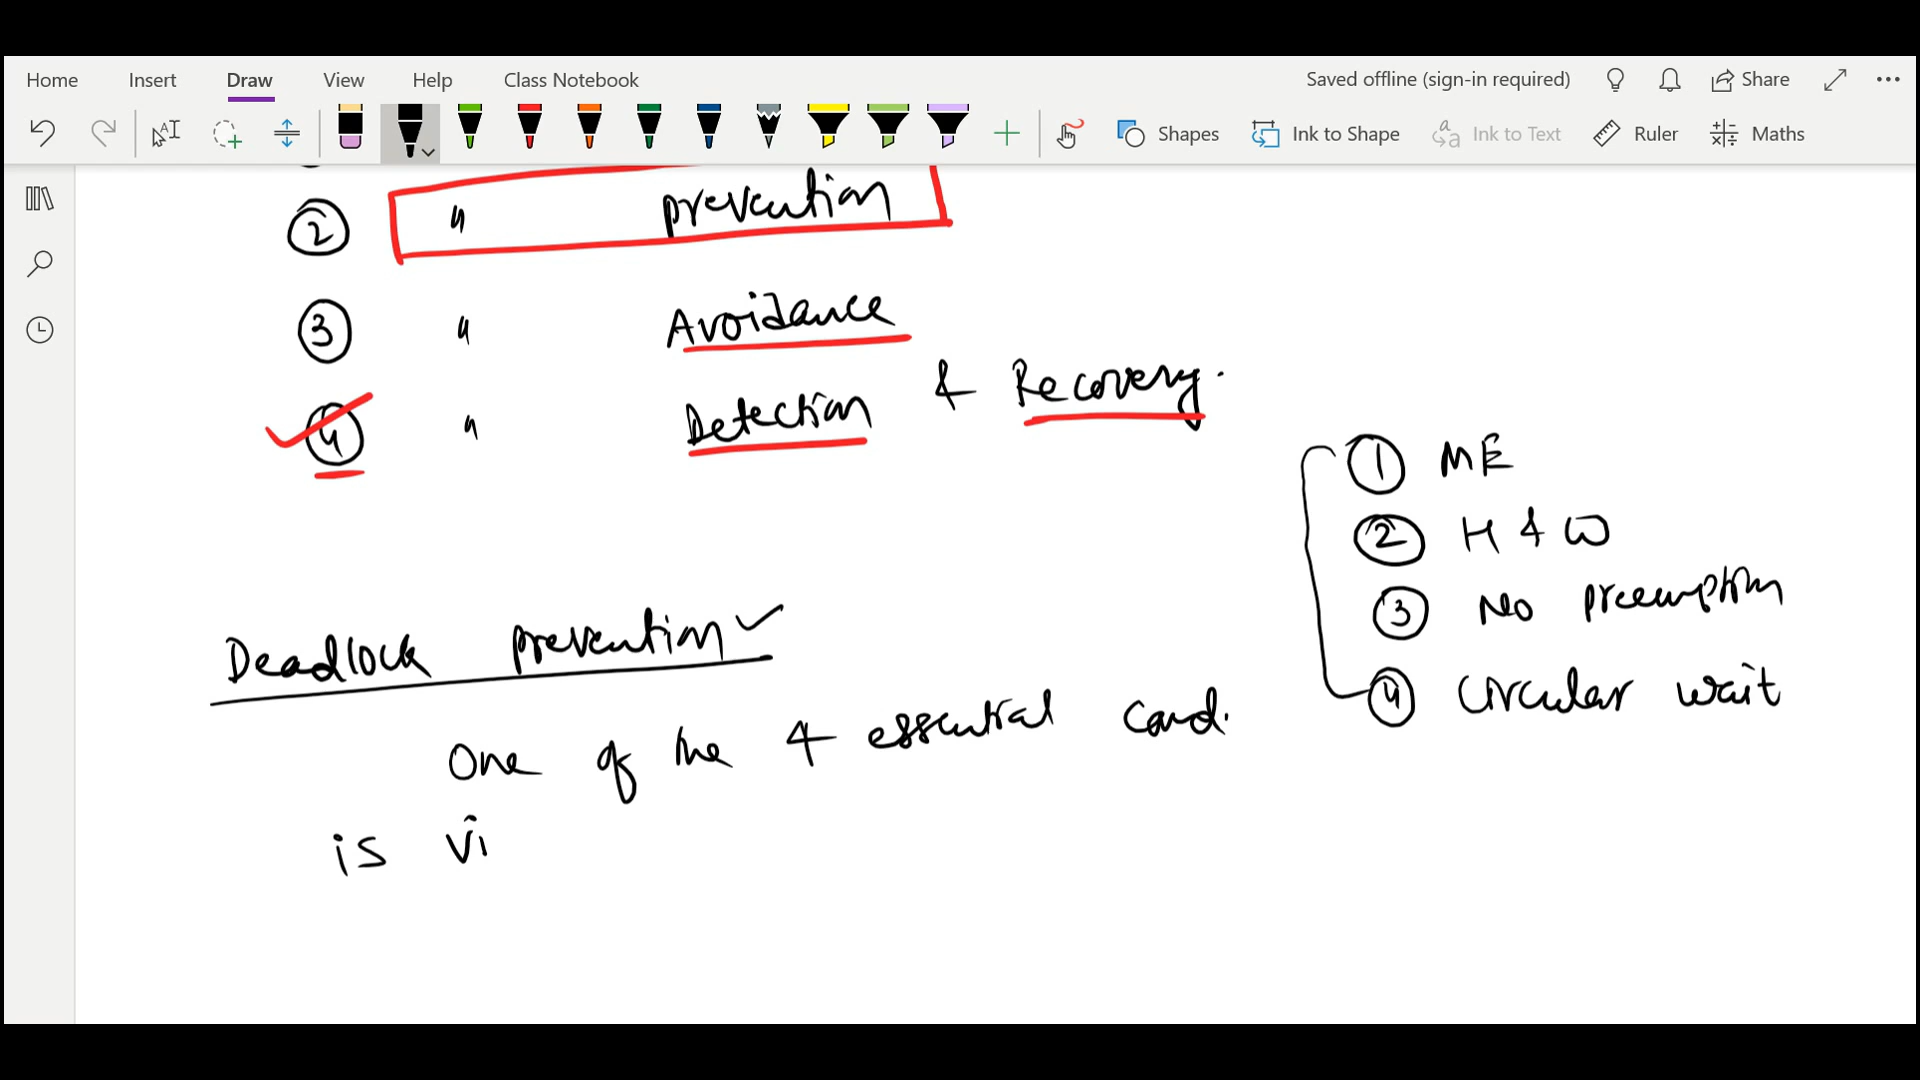 Home Insert Draw View Help Class Notebook Saved offline (sign-in required) Share
Shapes Ink to Shape Ink to Text Ruler Maths
② " prevention
③ " Avoidance
④ " Detection & Recovery.
① ME
② H & W
③ No preemption
④ Circular wait
Deadlock prevention
One of the 4 essential cond.
is vi